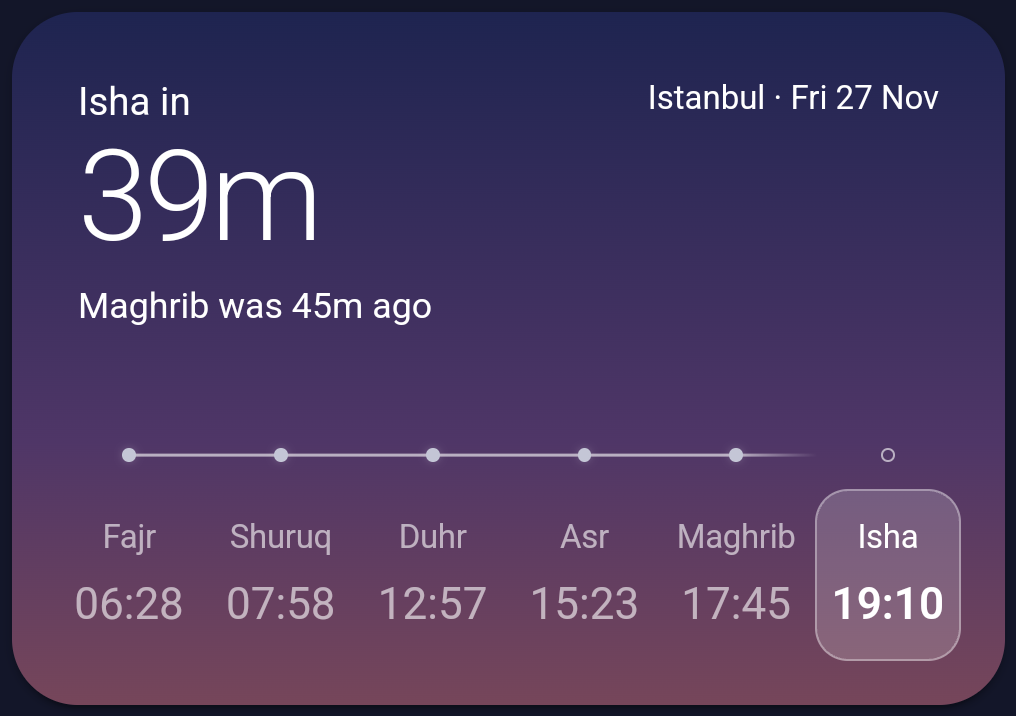 Isha in
Istanbul · Fri 27 Nov
39m
Maghrib was 45m ago
Fajr Shuruq Duhr Asr Maghrib Isha
06:28 07:58 12:57 15:23 17:45 19:10